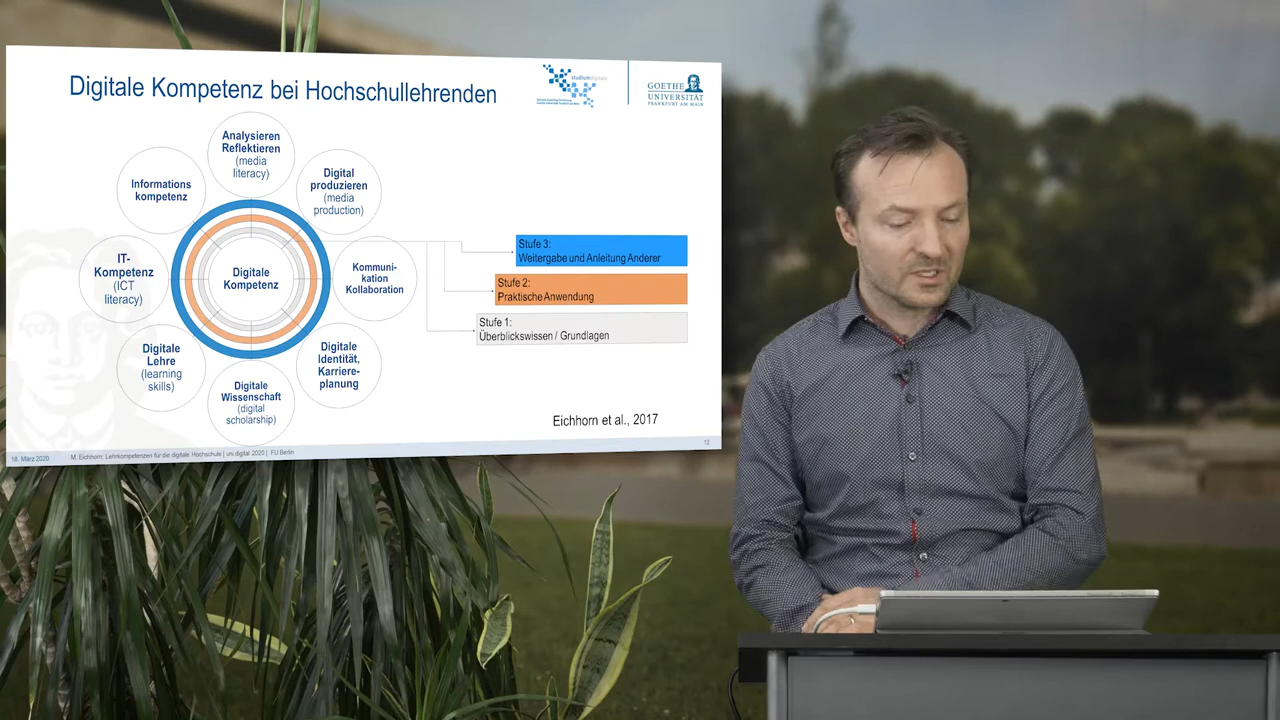 Digitale Kompetenz bei Hochschullehrenden
studiumdigitale
GOETHE
UNIVERSITÄT
FRANKFURT AM MAIN
Analysieren
Reflektieren
(media
literacy)
Digital
produzieren
(media
production)
Informations
kompetenz
IT-
Kompetenz
(ICT
literacy)
Digitale
Kompetenz
Kommuni-
kation
Kollaboration
Digitale
Lehre
(learning
skills)
Digitale
Wissenschaft
(digital
scholarship)
Digitale
Identität,
Karriere-
planung
Stufe 3:
Weitergabe und Anleitung Anderer
Stufe 2:
Praktische Anwendung
Stufe 1:
Überblickswissen / Grundlagen
Eichhorn et al., 2017
18. März 2020
M. Eichhorn: Lehrkompetenzen für die digitale Hochschule | uni.digital 2020 | FU Berlin
12